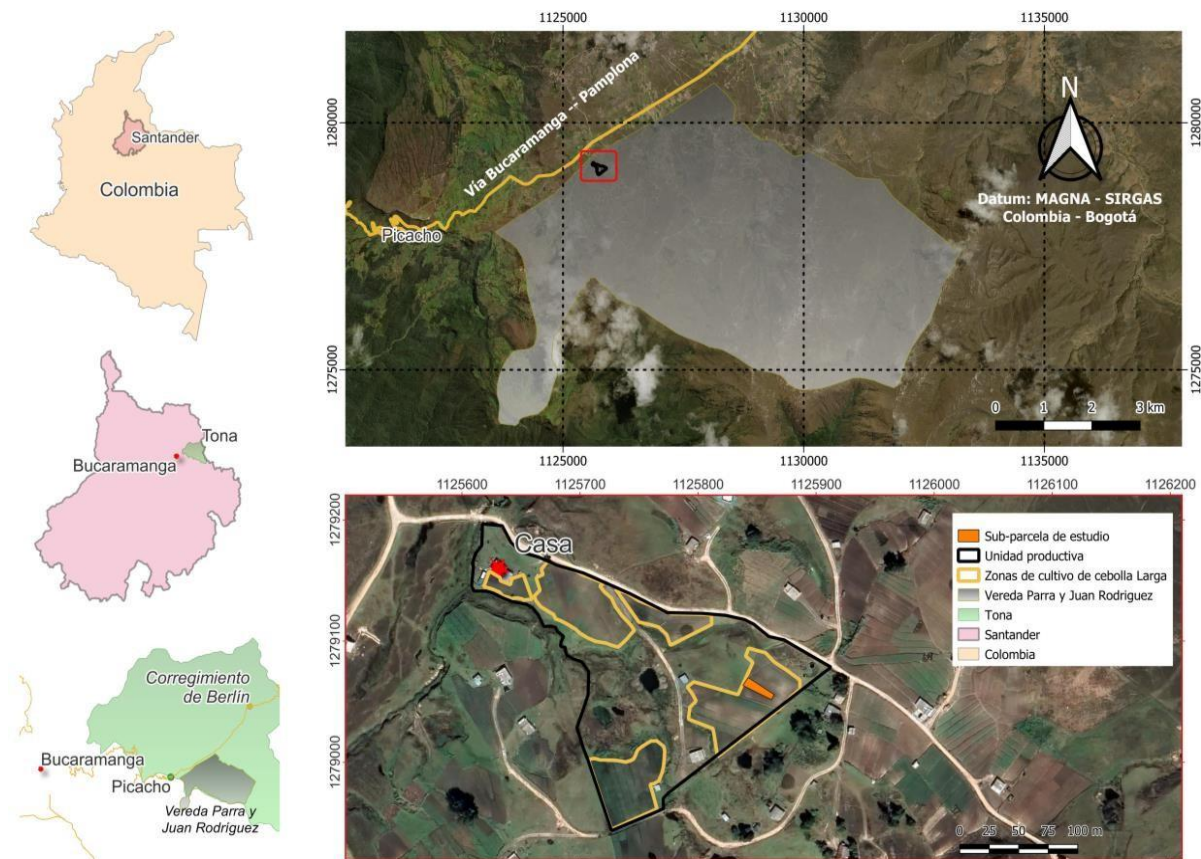 Santander
Colombia
Tona
Bucaramanga
Corregimiento
de Berlín
Bucaramanga
Picacho
Vereda Parra y
Juan Rodriguez
1125000
1130000
1135000
1280000
1280000
Vía Bucaramanga -- Pamplona
N
Datum: MAGNA - SIRGAS
Colombia - Bogotá
Picacho
1275000
1275000
0 1 2 3 km
1125000
1130000
1135000
1125600
1125700
1125800
1125900
1126000
1126100
1126200
1279200
1279100
1279000
Casa
Sub-parcela de estudio
Unidad productiva
Zonas de cultivo de cebolla Larga
Vereda Parra y Juan Rodriguez
Tona
Santander
Colombia
0 25 50 75 100 m